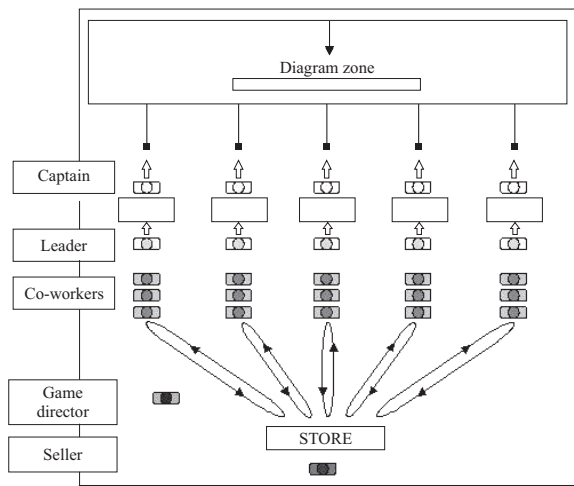 Diagram zone
Captain
Leader
Co-workers
Game
director
STORE
Seller